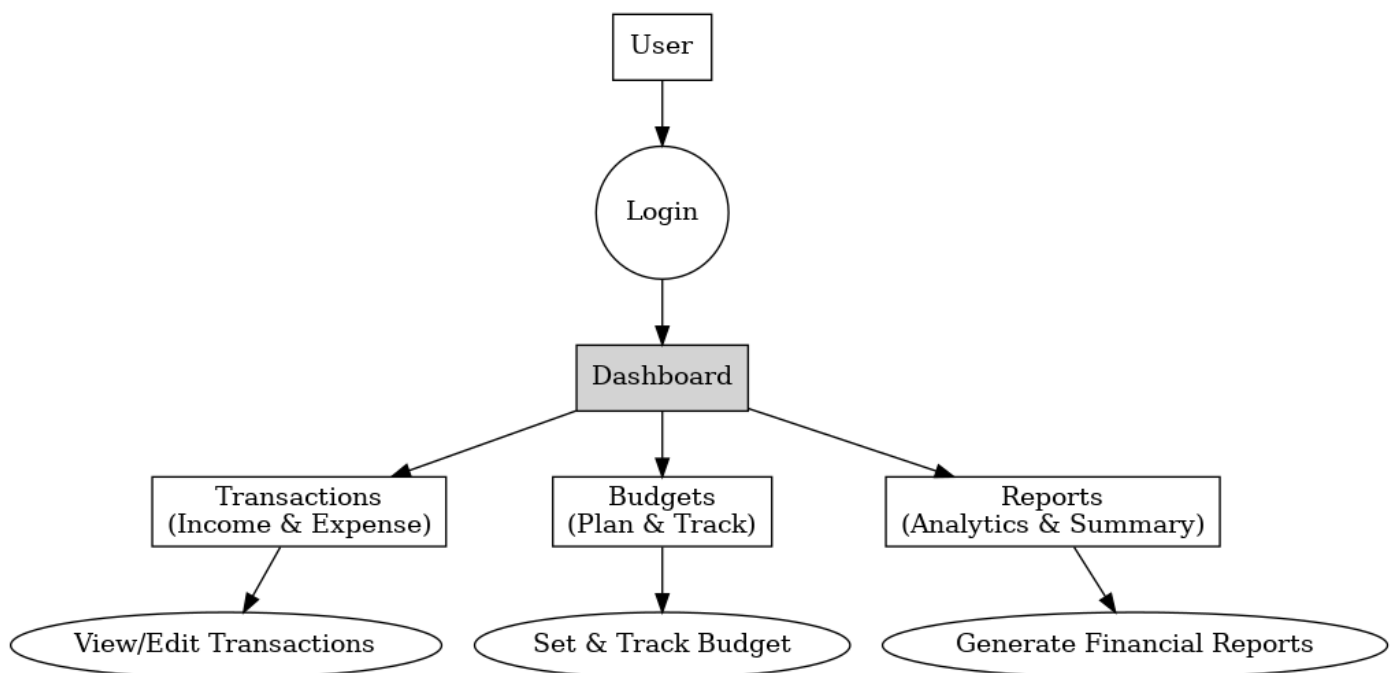 User
Login
Dashboard
Transactions
(Income & Expense)
Budgets
(Plan & Track)
Reports
(Analytics & Summary)
View/Edit Transactions
Set & Track Budget
Generate Financial Reports